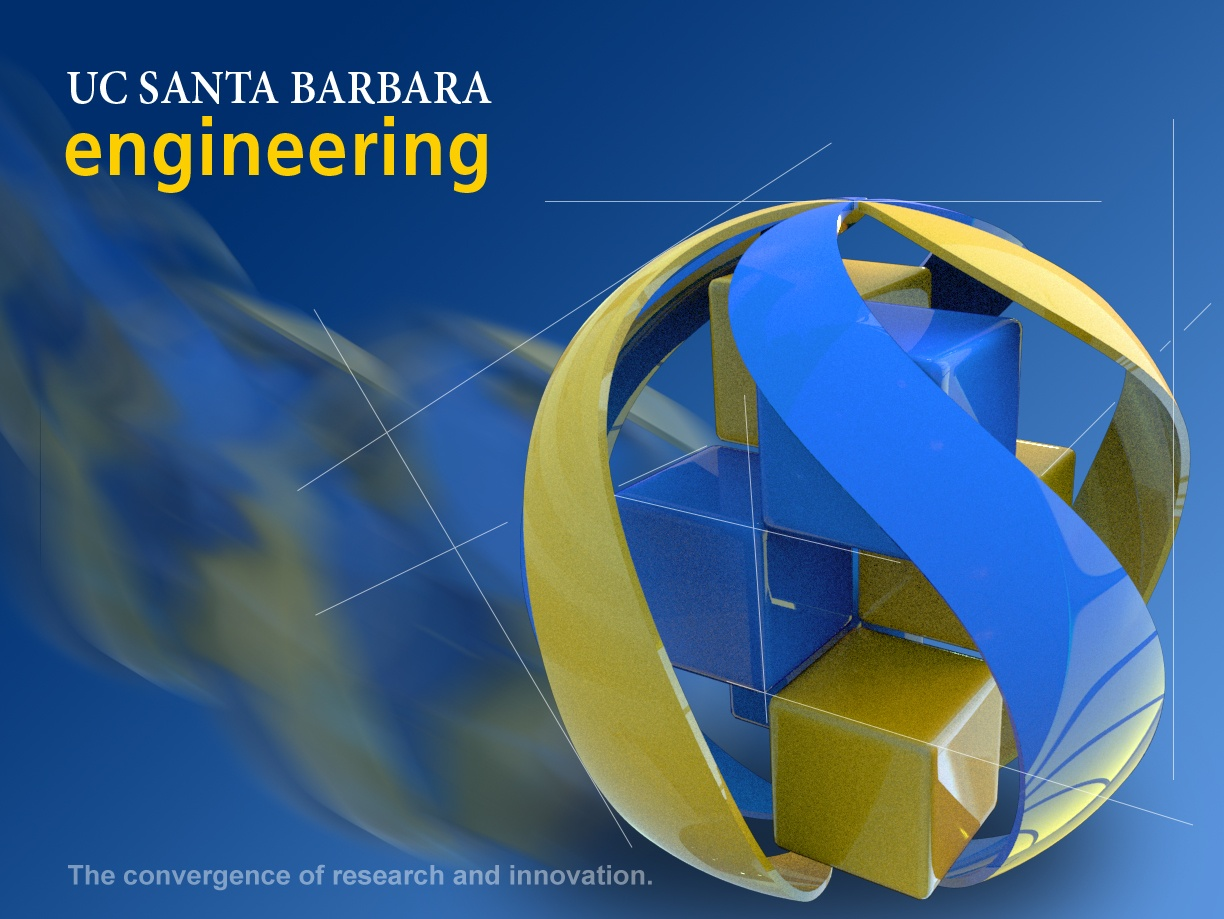 UC SANTA BARBARA
engineering
The convergence of research and innovation.